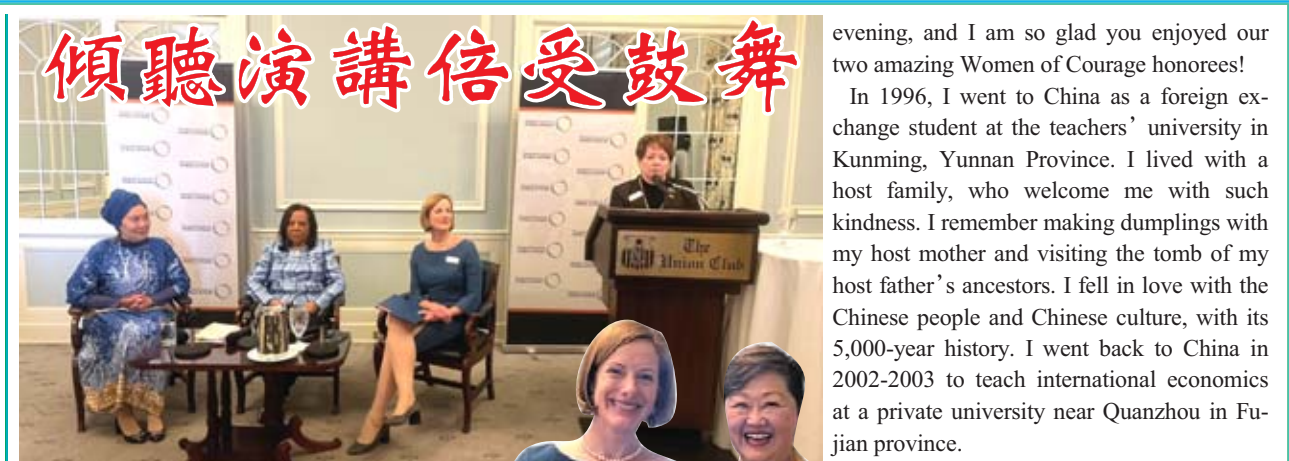 傾聽演講倍受鼓舞
The
Union Club
evening, and I am so glad you enjoyed our
two amazing Women of Courage honorees!
In 1996, I went to China as a foreign ex-
change student at the teachers’ university in
Kunming, Yunnan Province. I lived with a
host family, who welcome me with such
kindness. I remember making dumplings with
my host mother and visiting the tomb of my
host father’s ancestors. I fell in love with the
Chinese people and Chinese culture, with its
5,000-year history. I went back to China in
2002-2003 to teach international economics
at a private university near Quanzhou in Fu-
jian province.